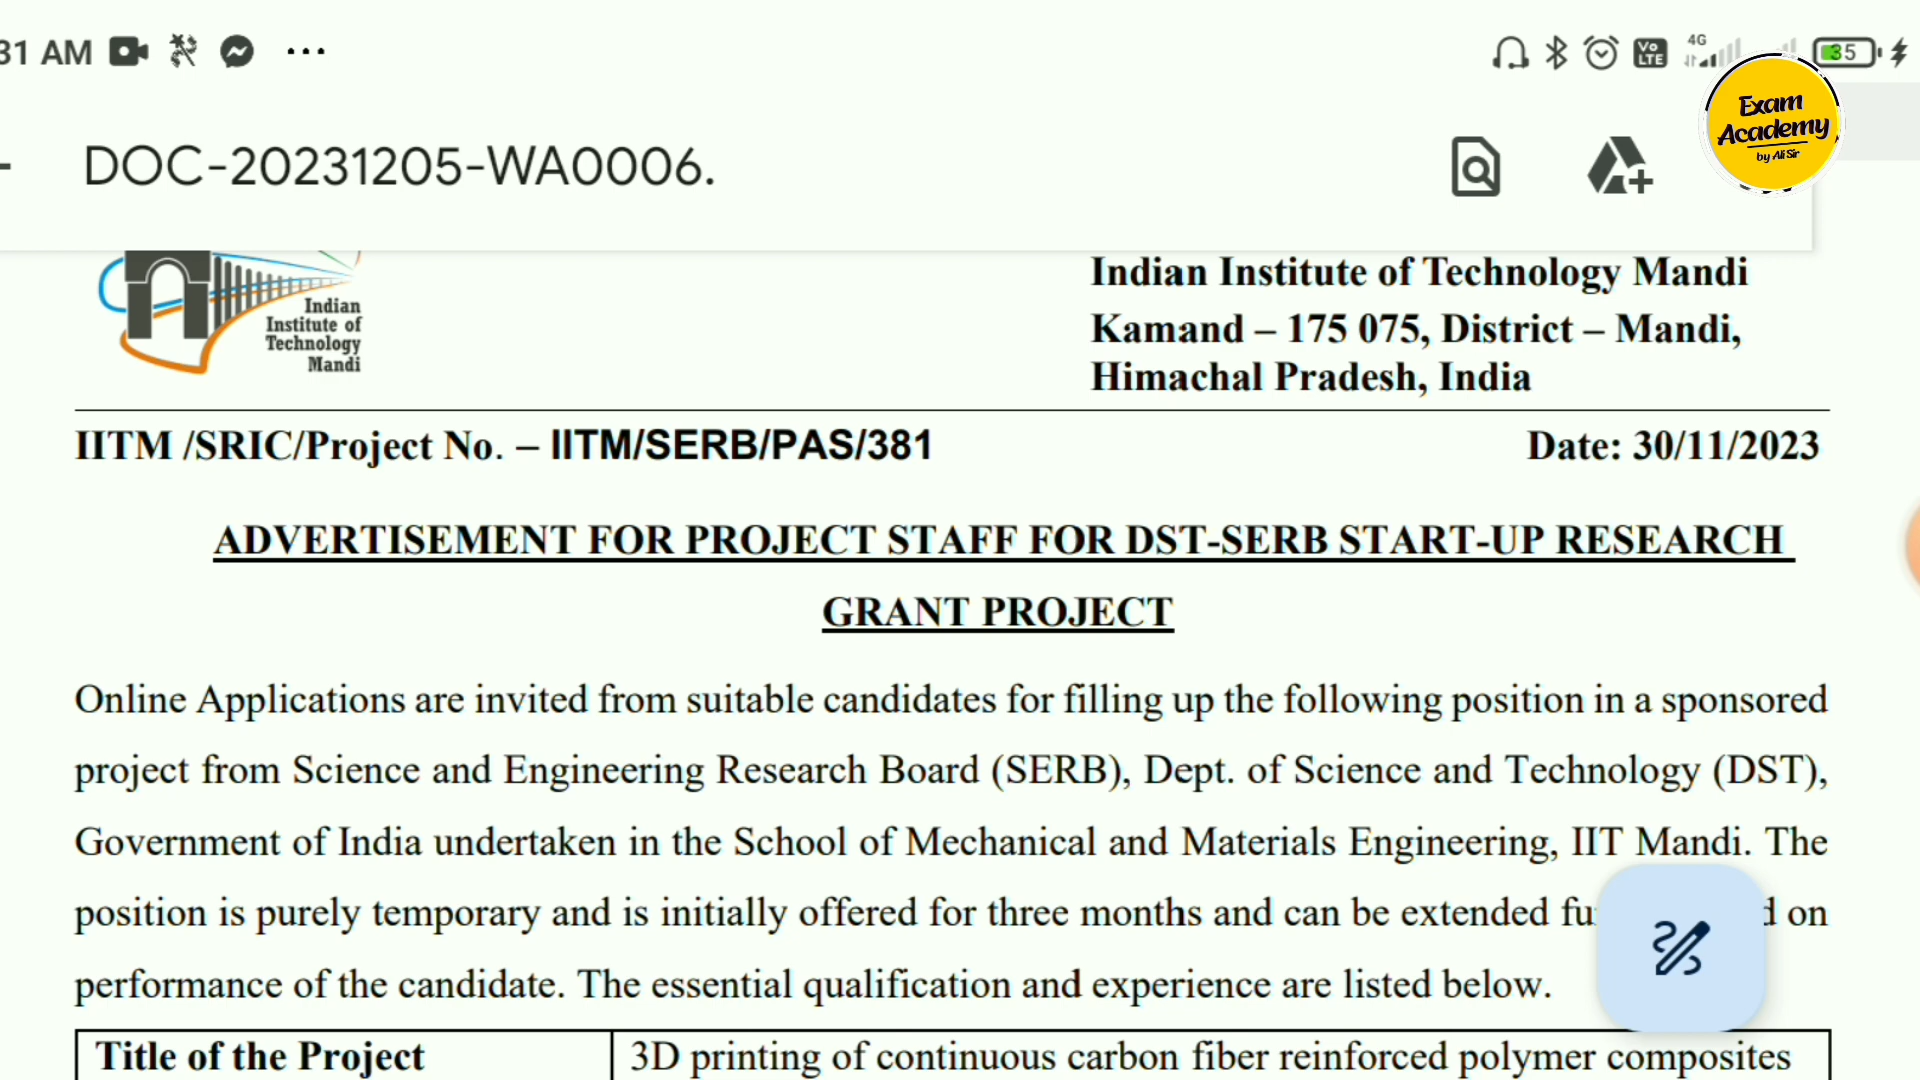 31 AM
4G
Vo
LTE
35
Exam
Academy
by Ali Sir
DOC-20231205-WA0006.
Indian
Institute of
Technology
Mandi
Indian Institute of Technology Mandi
Kamand – 175 075, District – Mandi,
Himachal Pradesh, India
IITM /SRIC/Project No. – IITM/SERB/PAS/381 Date: 30/11/2023
ADVERTISEMENT FOR PROJECT STAFF FOR DST-SERB START-UP RESEARCH
GRANT PROJECT
Online Applications are invited from suitable candidates for filling up the following position in a sponsored
project from Science and Engineering Research Board (SERB), Dept. of Science and Technology (DST),
Government of India undertaken in the School of Mechanical and Materials Engineering, IIT Mandi. The
position is purely temporary and is initially offered for three months and can be extended on
performance of the candidate. The essential qualification and experience are listed below.
Title of the Project 3D printing of continuous carbon fiber reinforced polymer composites